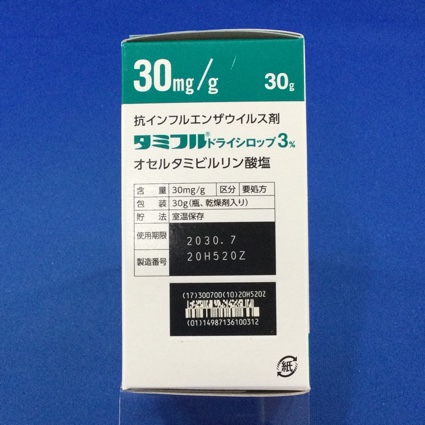 30mg/g 30g
抗インフルエンザウイルス剤
タミフル®ドライシロップ3%
オセルタミビルリン酸塩
含量 30mg/g 区分 要処方
包装 30g(瓶、乾燥剤入り)
貯法 室温保存
使用期限 2030.7
製造番号 20H520Z
(17)300700(10)20H520Z
(01)14987136100312
紙